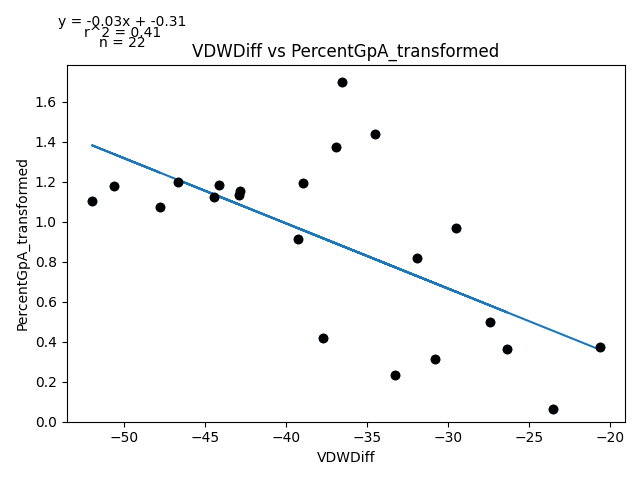 y = -0.03x + -0.31
r^2 = 0.41
n = 22
VDWDiff vs PercentGpA_transformed
PercentGpA_transformed
1.6
1.4
1.2
1.0
0.8
0.6
0.4
0.2
0.0
−50 −45 −40 −35 −30 −25 −20
VDWDiff